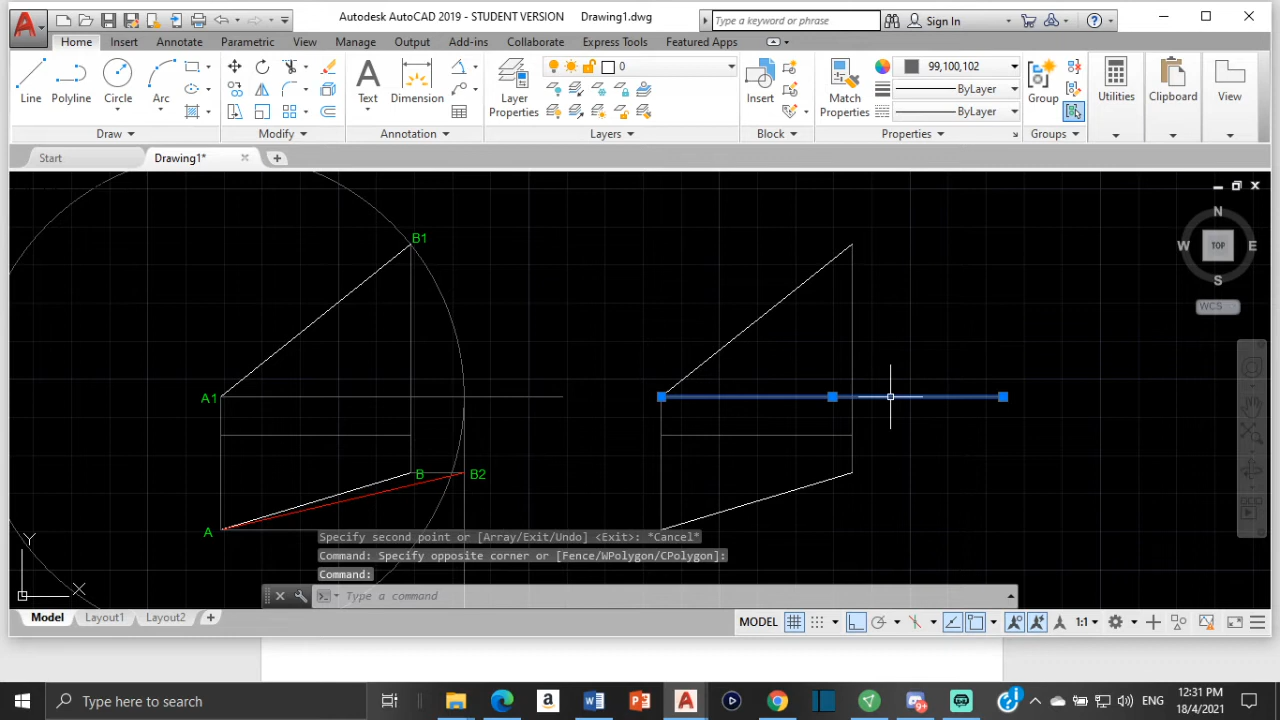 Autodesk AutoCAD 2019 - STUDENT VERSION Drawing1.dwg Type a keyword or phrase Sign In
Home Insert Annotate Parametric View Manage Output Add-ins Collaborate Express Tools Featured Apps
0 99,100,102
ByLayer
ByLayer
Line Polyline Circle Arc Text Dimension Layer Properties Insert Match Properties Group Utilities Clipboard View
Draw Modify Annotation Layers Block Properties Groups
Start Drawing1*
N
W TOP E
S
WCS
B1
A1
B B2
A
Y
X
Specify second point or [Array/Exit/Undo] <Exit>: *Cancel*
Command: Specify opposite corner or [Fence/WPolygon/CPolygon]:
Command:
Type a command
Model Layout1 Layout2 MODEL 1:1
Type here to search
ENG 12:31 PM
18/4/2021